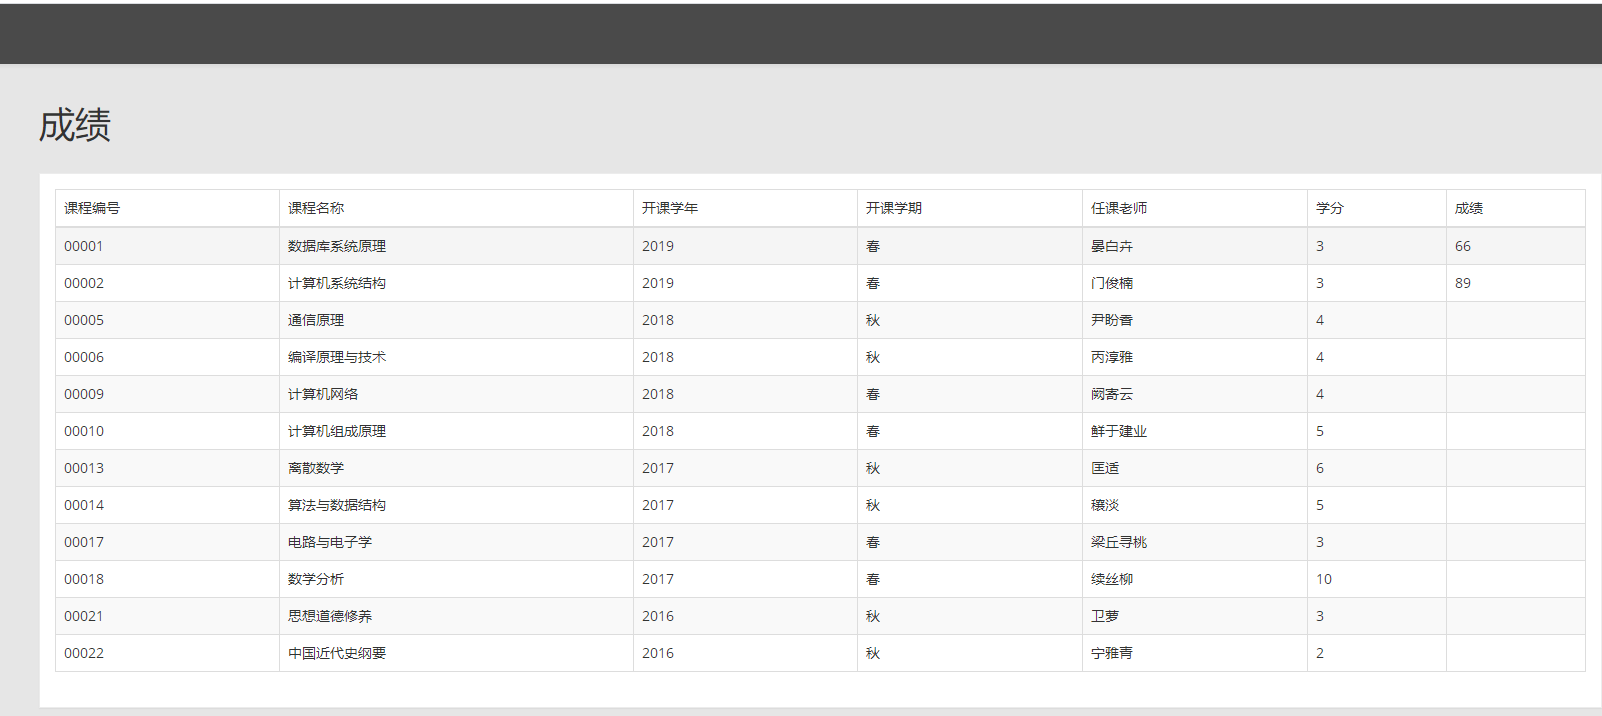 成绩
课程编号 课程名称 开课学年 开课学期 任课老师 学分 成绩
00001 数据库系统原理 2019 春 晏白卉 3 66
00002 计算机系统结构 2019 春 门俊楠 3 89
00005 通信原理 2018 秋 尹盼香 4
00006 编译原理与技术 2018 秋 丙淳雅 4
00009 计算机网络 2018 春 阙寄云 4
00010 计算机组成原理 2018 春 鲜于建业 5
00013 离散数学 2017 秋 匡适 6
00014 算法与数据结构 2017 秋 穰淡 5
00017 电路与电子学 2017 春 梁丘寻桃 3
00018 数学分析 2017 春 续丝柳 10
00021 思想道德修养 2016 秋 卫萝 3
00022 中国近代史纲要 2016 秋 宁雅青 2